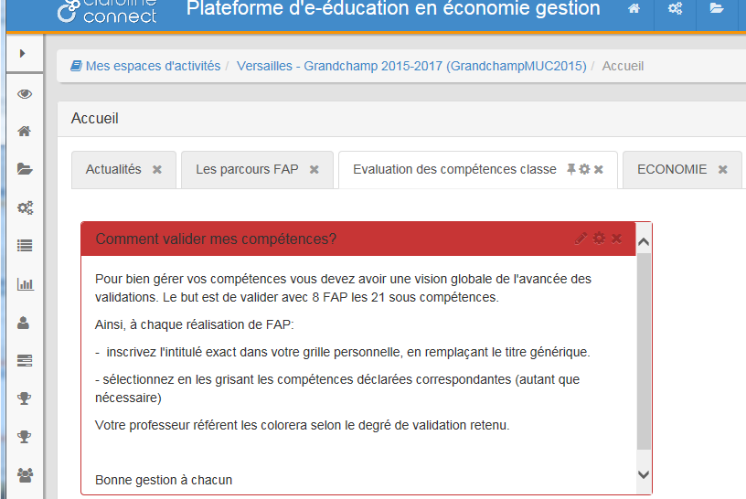 claroline
connect
Plateforme d'e-éducation en économie gestion
Mes espaces d'activités / Versailles - Grandchamp 2015-2017 (GrandchampMUC2015) / Accueil
Accueil
Actualités Les parcours FAP Evaluation des compétences classe ECONOMIE
Comment valider mes compétences?
Pour bien gérer vos compétences vous devez avoir une vision globale de l'avancée des
validations. Le but est de valider avec 8 FAP les 21 sous compétences.
Ainsi, à chaque réalisation de FAP:
- inscrivez l'intitulé exact dans votre grille personnelle, en remplaçant le titre générique.
- sélectionnez en les grisant les compétences déclarées correspondantes (autant que
nécessaire)
Votre professeur référent les colorera selon le degré de validation retenu.
Bonne gestion à chacun